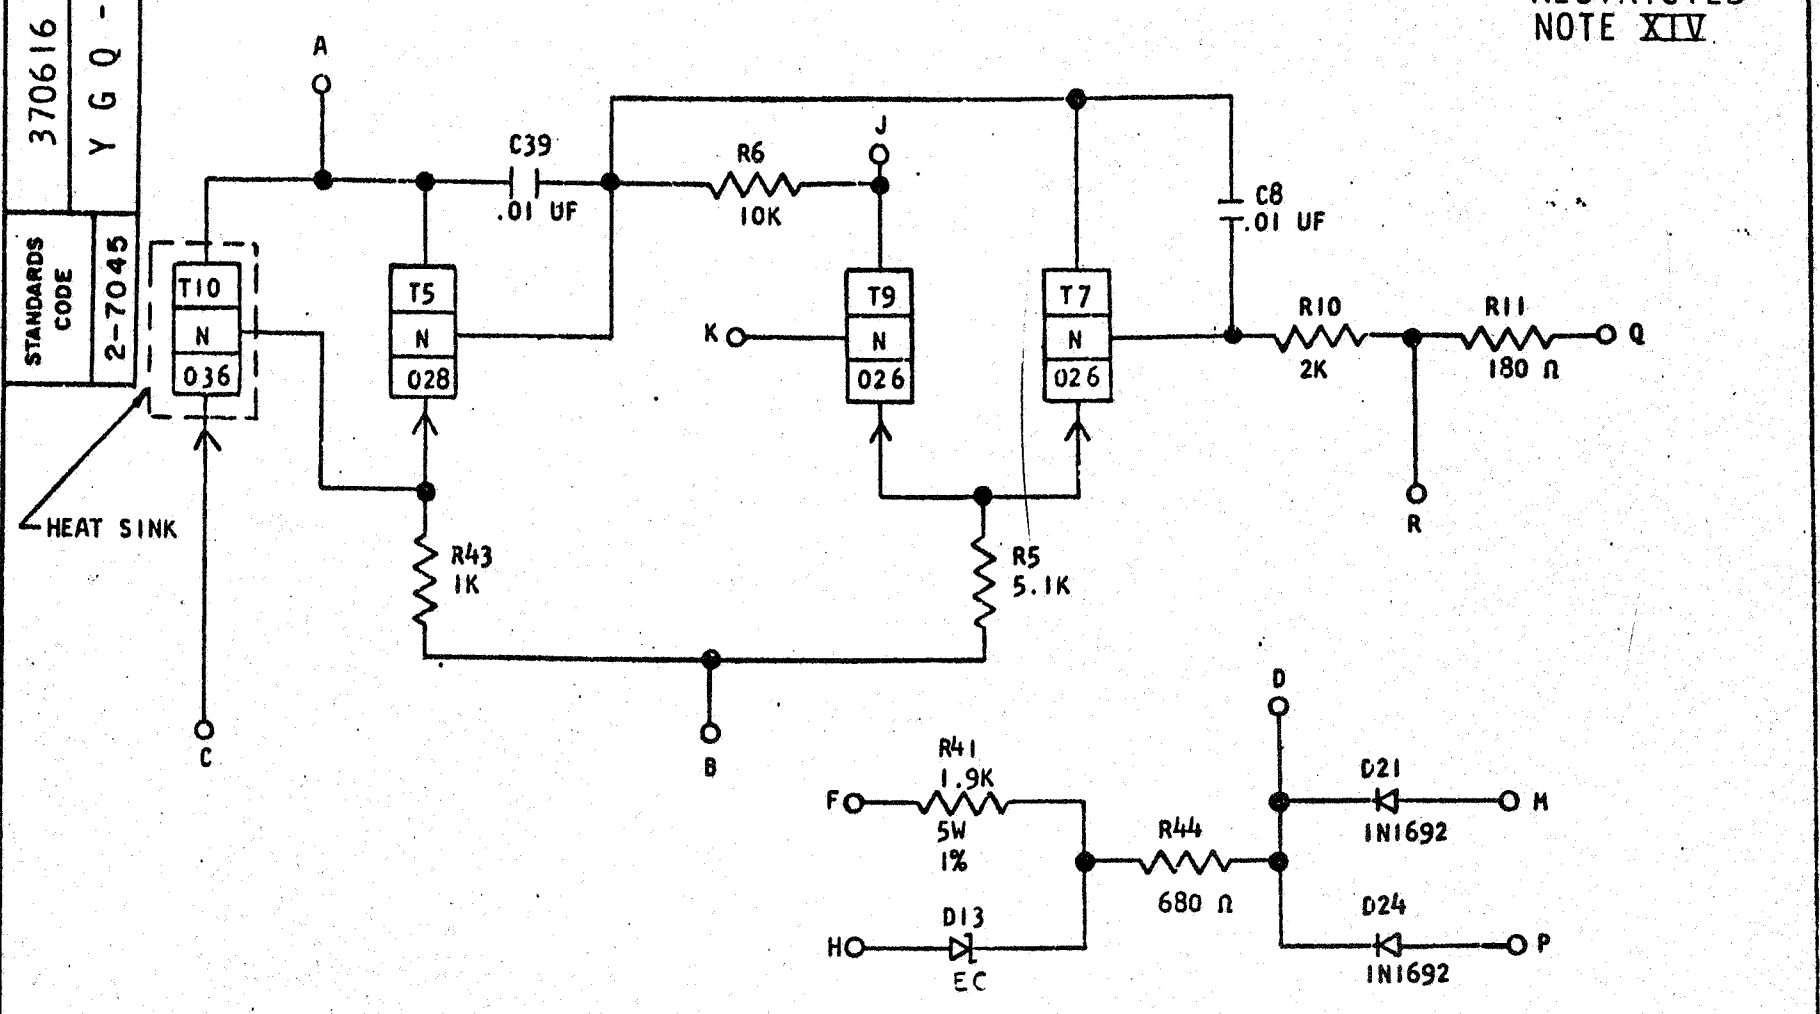 NOTE XIV
3706616
Y G Q -
STANDARDS
CODE
2-7045
A
C39
.01 UF
R6
10K
J
C8
.01 UF
T10
N
036
T5
N
028
K
T9
N
026
T7
N
026
R10
2K
R11
180 Ω
Q
R
HEAT SINK
R43
1K
R5
5.1K
C
B
D
R41
1.9K
F
5W
1%
R44
680 Ω
D21
M
1N1692
D13
H
EC
D24
P
1N1692